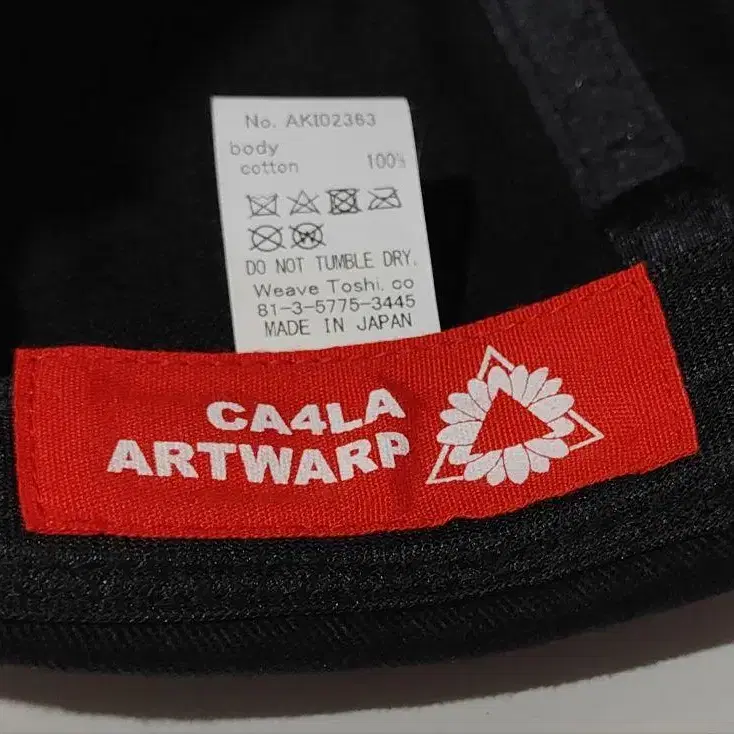 No. AKI02363
body
cotton 100%
DO NOT TUMBLE DRY.
Weave Toshi. co
81-3-5775-3445
MADE IN JAPAN
CA4LA
ARTWARP